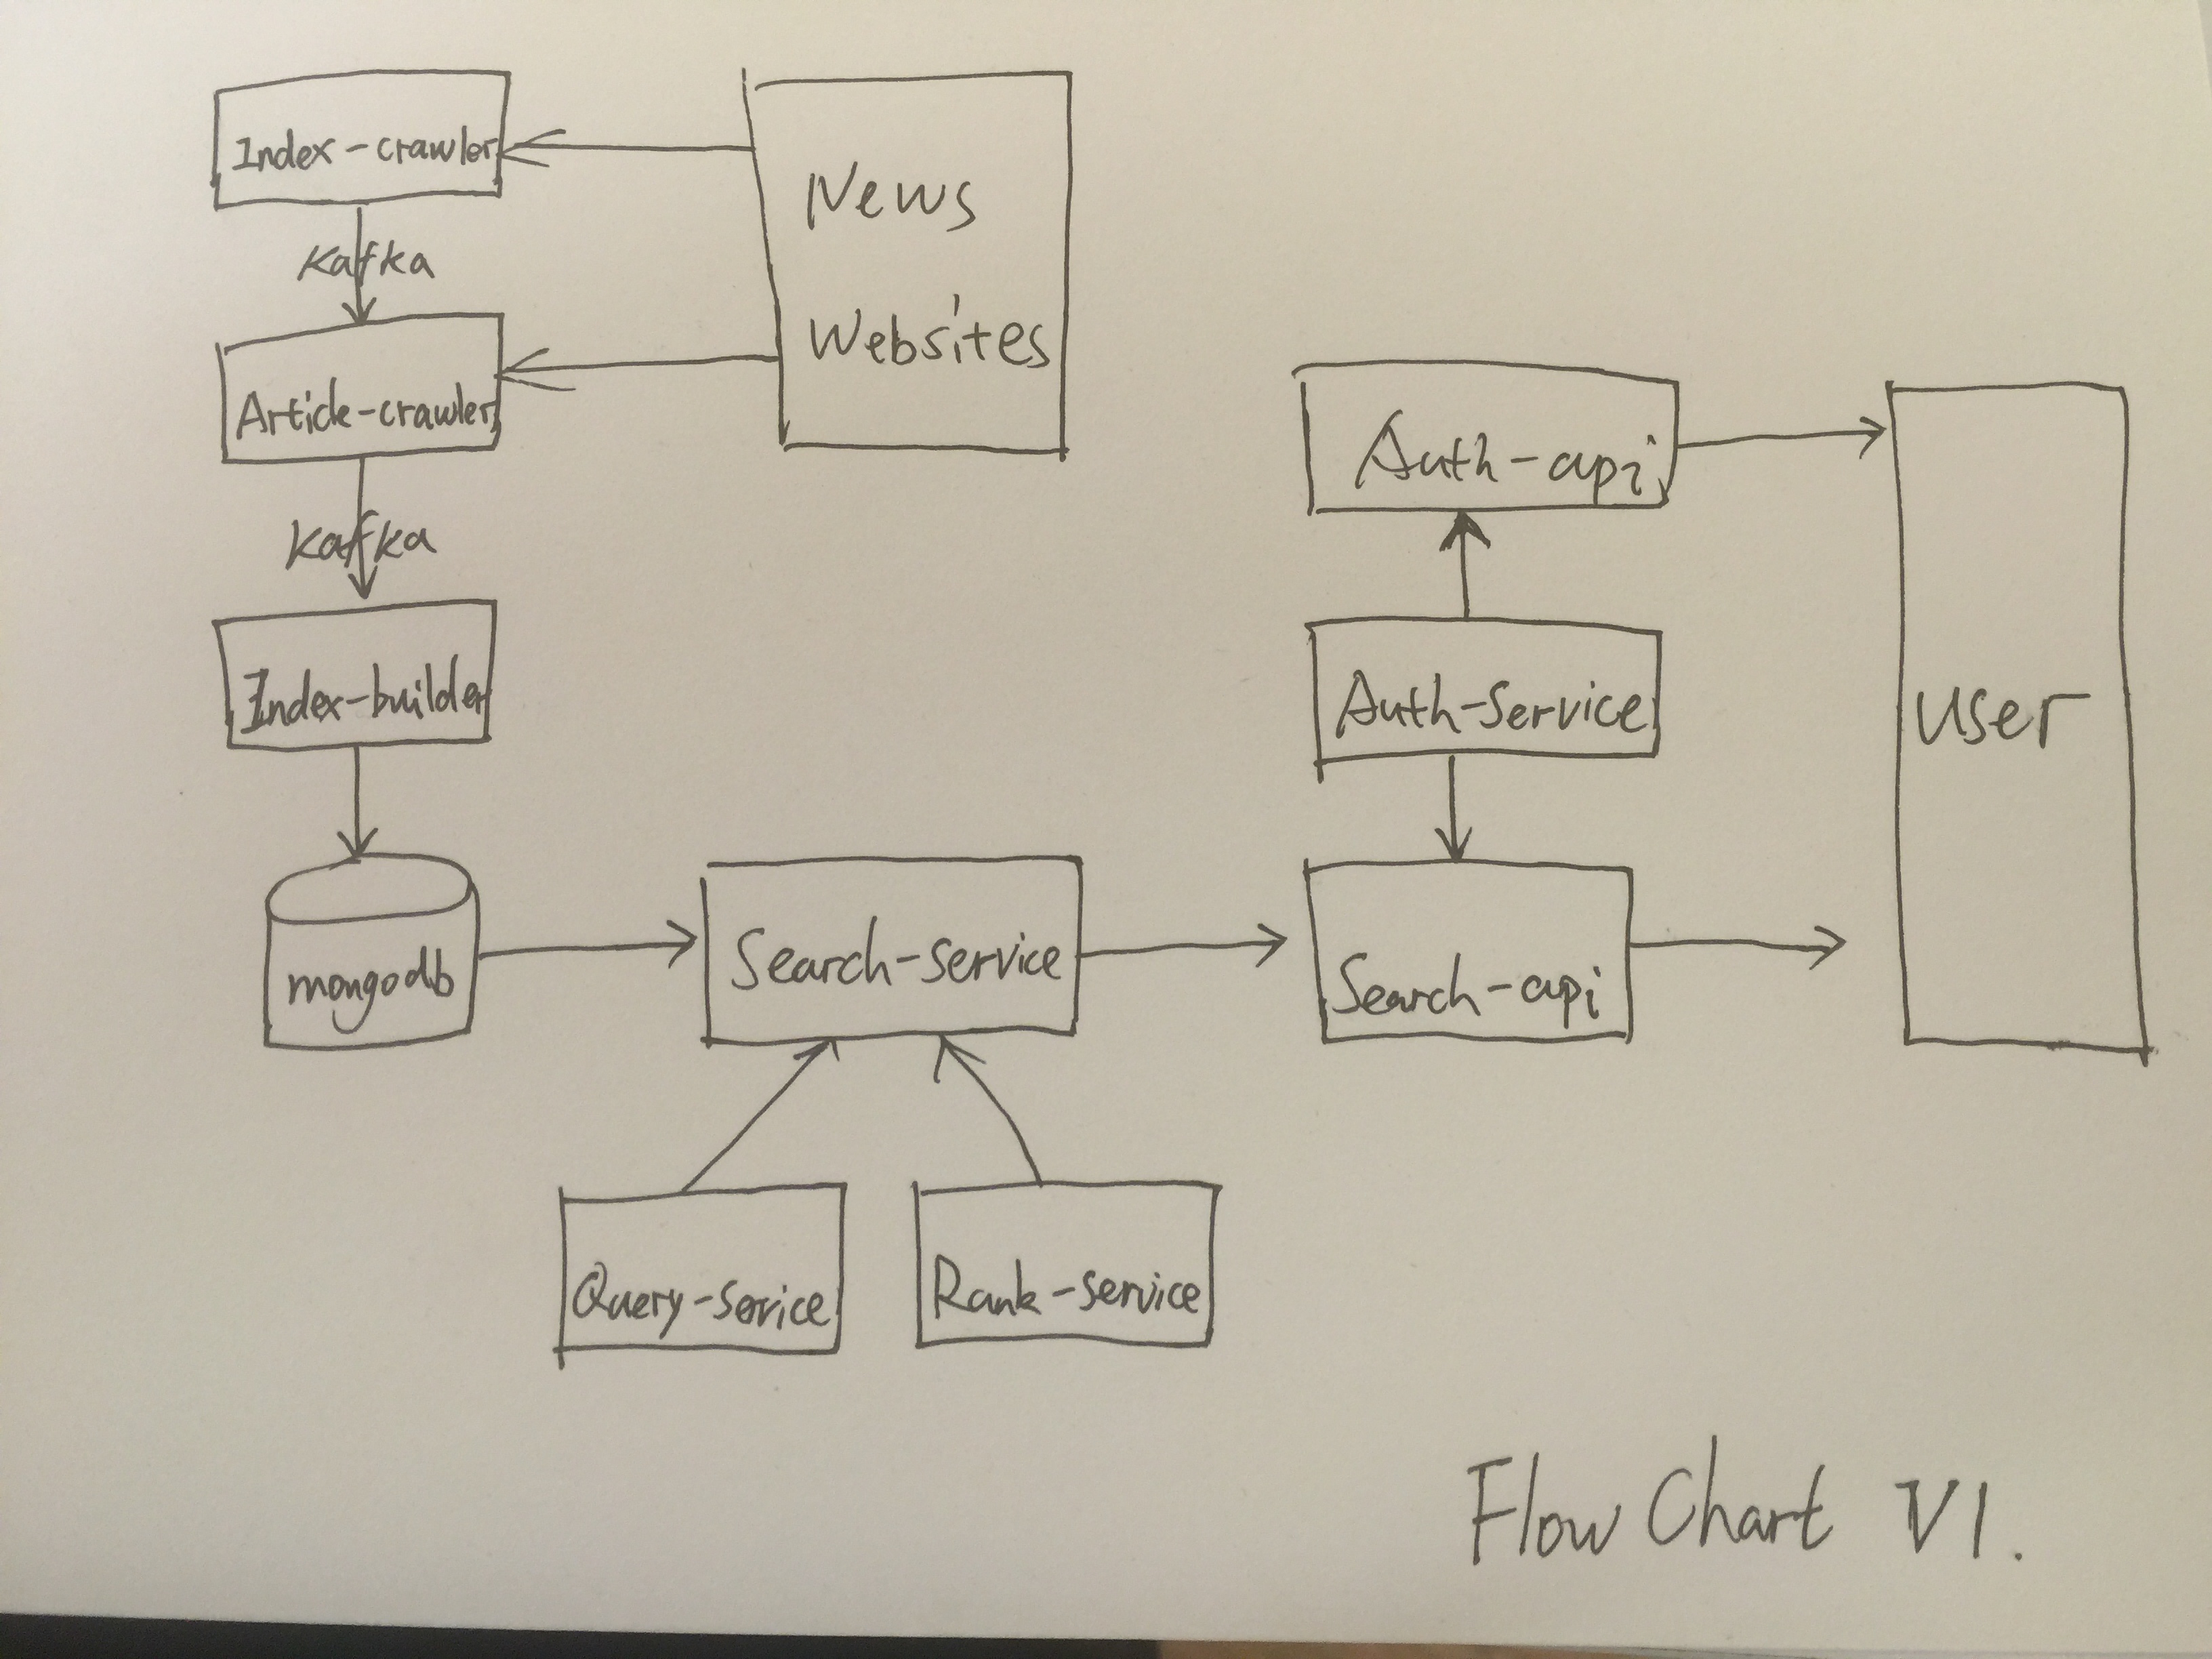 Index-crawler
Kafka
Article-crawler
Kafka
Index-builder
mongodb
News
Websites
Search-service
Query-service
Rank-service
Auth-api
Auth-service
Search-api
user
Flow Chart V1.